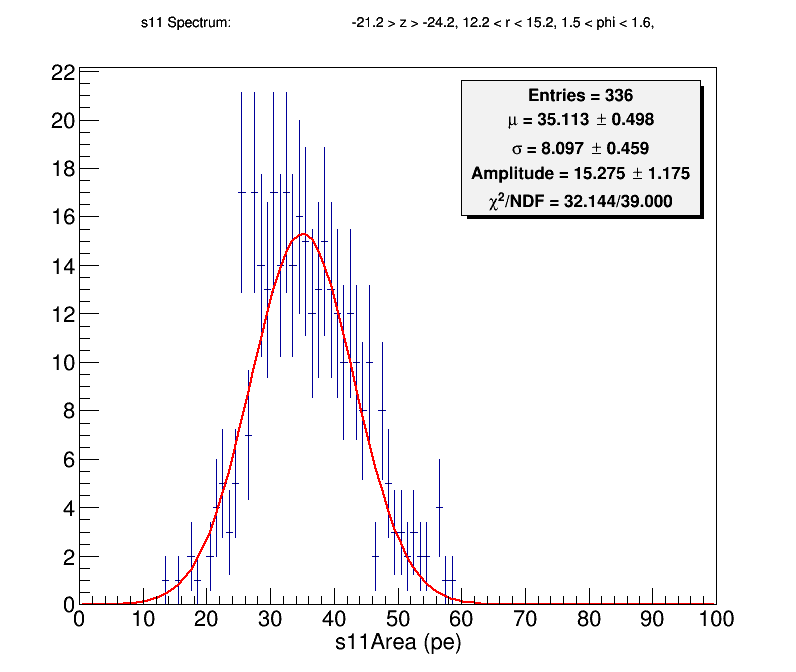 s11 Spectrum: -21.2 > z > -24.2, 12.2 < r < 15.2, 1.5 < phi < 1.6,
Entries = 336
μ = 35.113 ± 0.498
σ = 8.097 ± 0.459
Amplitude = 15.275 ± 1.175
χ²/NDF = 32.144/39.000
22
20
18
16
14
12
10
8
6
4
2
0
0 10 20 30 40 50 60 70 80 90 100
s11Area (pe)